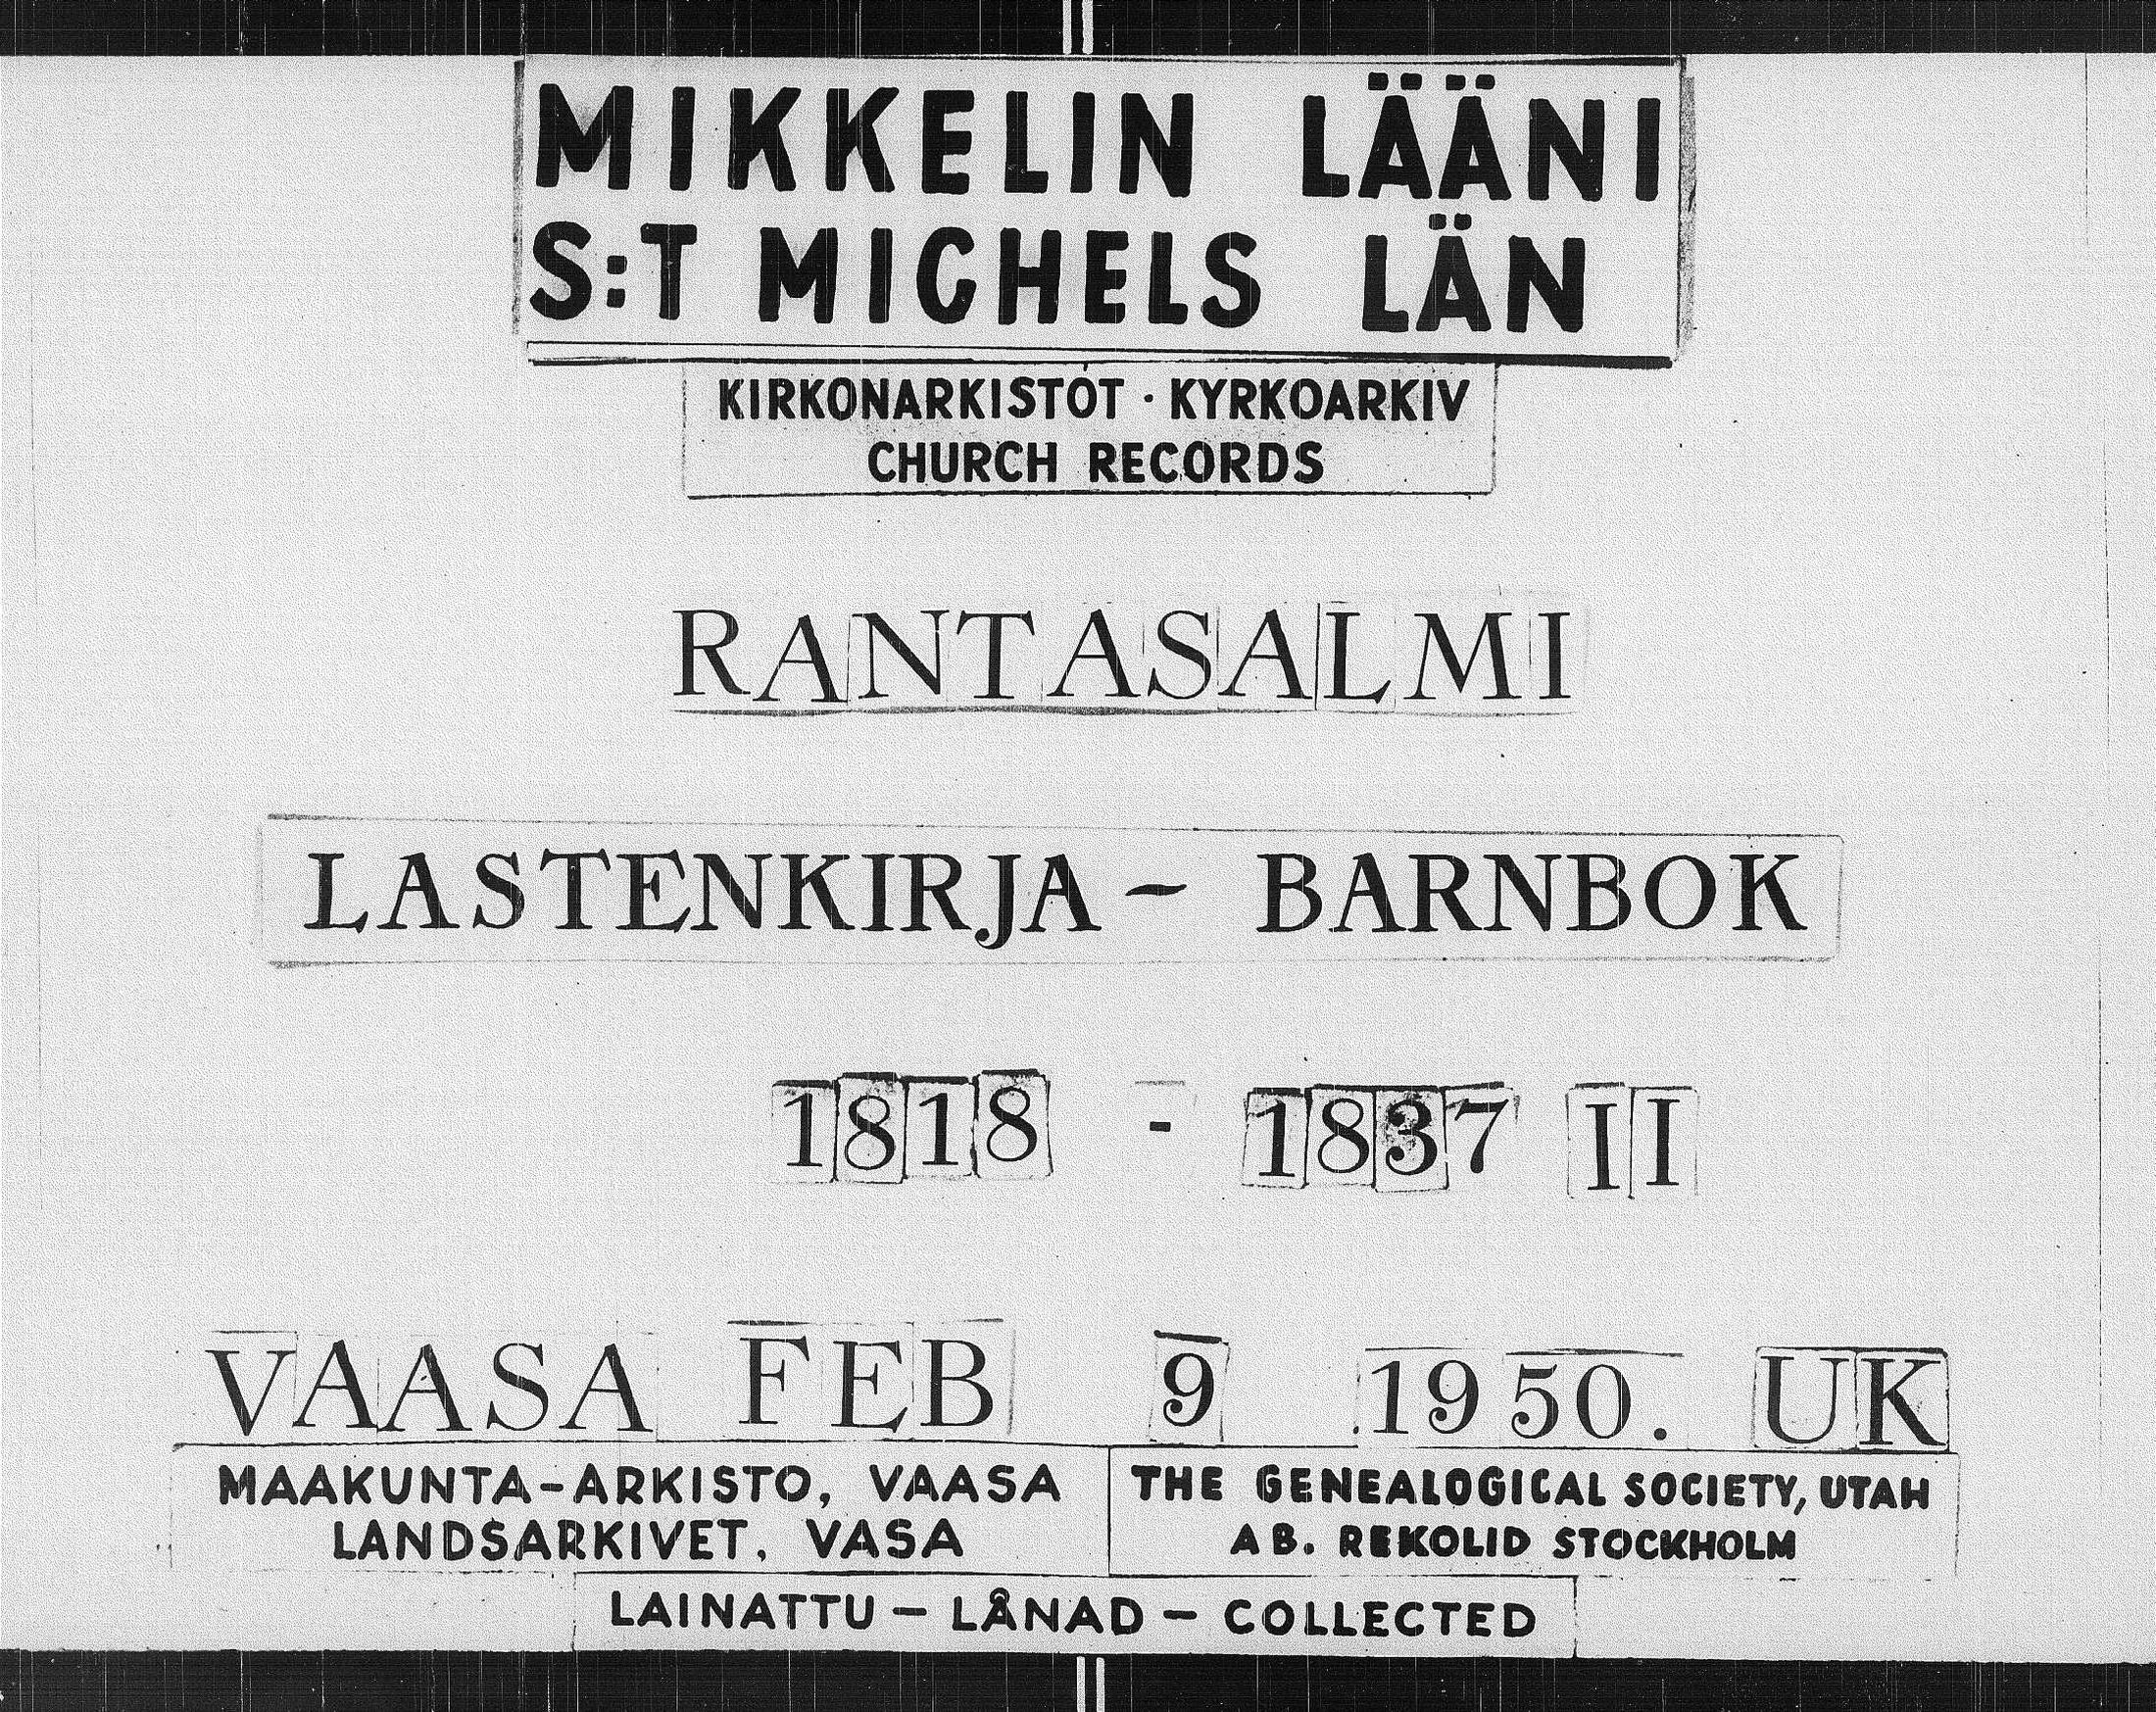 MIKKELIN LÄÄNI
S:T MICHELS LÄN
KIRKONARKISTOT · KYRKOARKIV
CHURCH RECORDS
RANTASALMI
LASTENKIRJA - BARNBOK
1818 - 1837 II
VAASA FEB 9 1950. UK
MAAKUNTA-ARKISTO, VAASA
LANDSARKIVET, VASA
THE GENEALOGICAL SOCIETY, UTAH
AB. REKOLID STOCKHOLM
LAINATTU - LÅNAD - COLLECTED